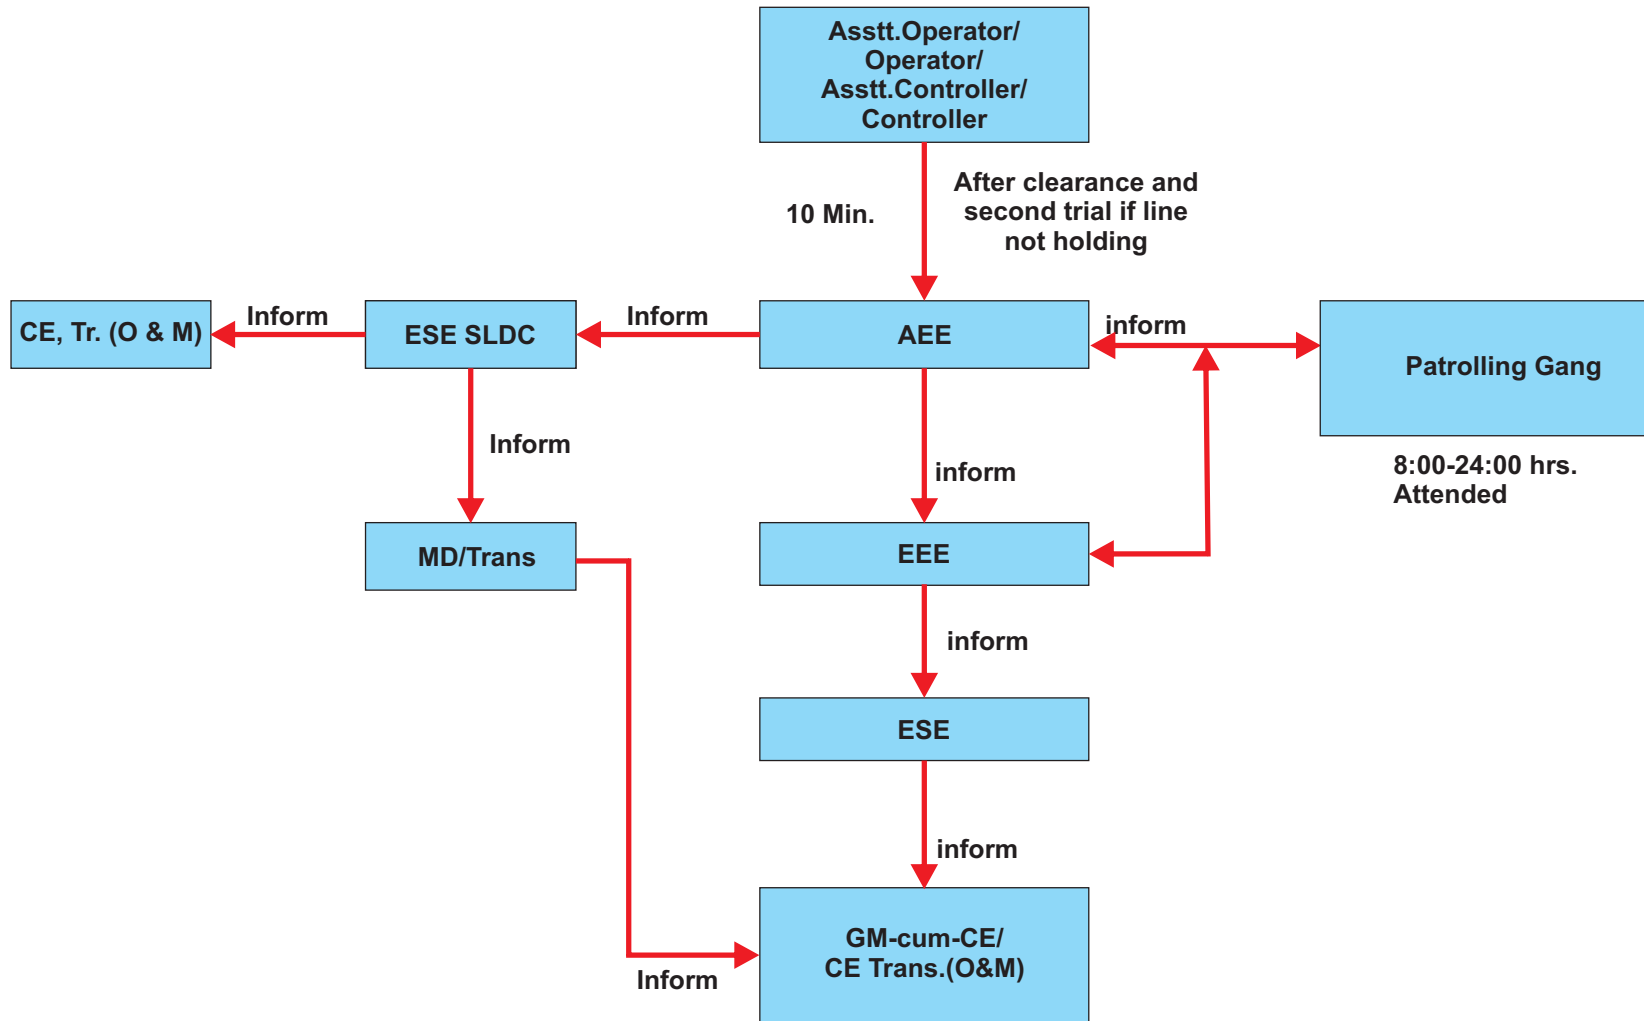 Asstt.Operator/
Operator/
Asstt.Controller/
Controller
10 Min.
After clearance and
second trial if line
not holding
CE, Tr. (O & M)
Inform
ESE SLDC
Inform
AEE
inform
Patrolling Gang
8:00-24:00 hrs.
Attended
Inform
inform
MD/Trans
EEE
inform
ESE
inform
GM-cum-CE/
CE Trans.(O&M)
Inform